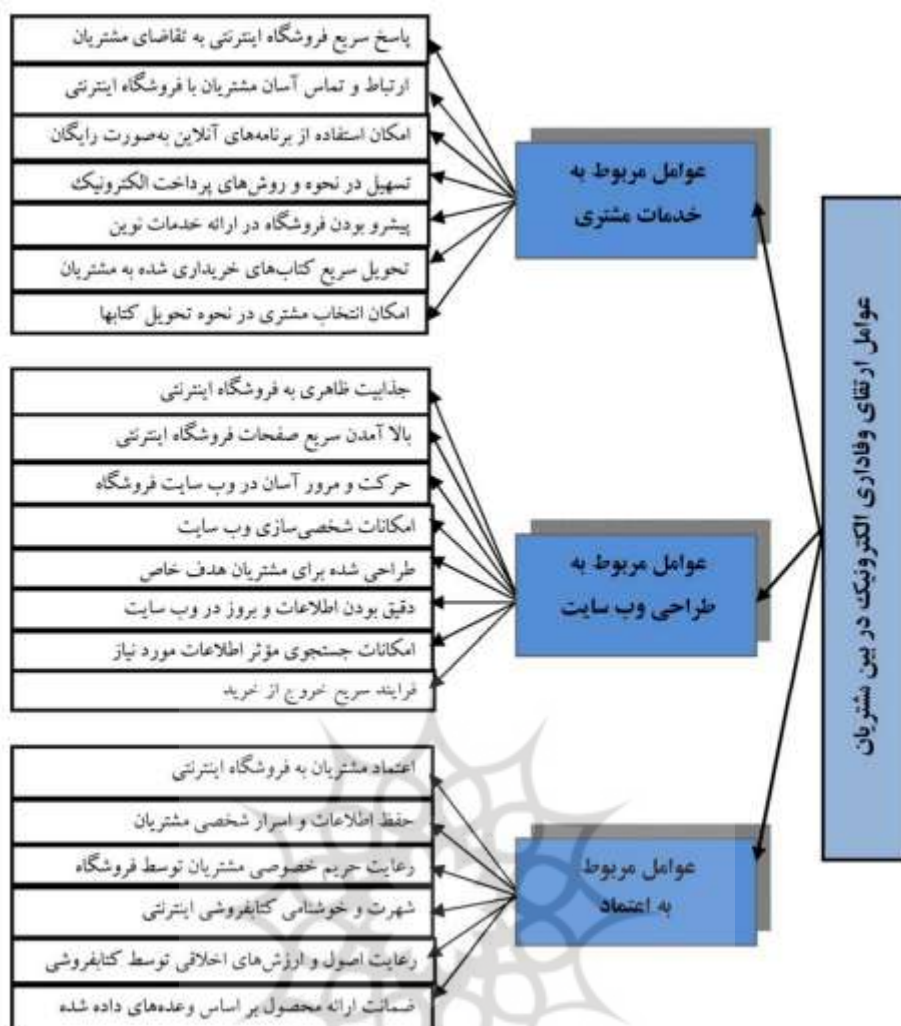 عوامل ارتقای وفاداری الکترونیک در بین مشتریان
عوامل مربوط به
خدمات مشتری
پاسخ سریع فروشگاه اینترنتی به تقاضای مشتریان
ارتباط و تماس آسان مشتریان با فروشگاه اینترنتی
امکان استفاده از برنامه‌های آنلاین به‌صورت رایگان
تسهیل در نحوه و روش‌های پرداخت الکترونیک
پیشرو بودن فروشگاه در ارائه خدمات نوین
تحویل سریع کتاب‌های خریداری شده به مشتریان
امکان انتخاب مشتری در نحوه تحویل کتابها
عوامل مربوط به
طراحی وب سایت
جذابیت ظاهری به فروشگاه اینترنتی
بالا آمدن سریع صفحات فروشگاه اینترنتی
حرکت و مرور آسان در وب سایت فروشگاه
امکانات شخصی‌سازی وب سایت
طراحی شده برای مشتریان هدف خاص
دقیق بودن اطلاعات و بروز در وب سایت
امکانات جستجوی مؤثر اطلاعات مورد نیاز
فرایند سریع خروج از خرید
عوامل مربوط
به اعتماد
اعتماد مشتریان به فروشگاه اینترنتی
حفظ اطلاعات و اسرار شخصی مشتریان
رعایت حریم خصوصی مشتریان توسط فروشگاه
شهرت و خوشنامی کتابفروشی اینترنتی
رعایت اصول و ارزش‌های اخلاقی توسط کتابفروشی
ضمانت ارائه محصول بر اساس وعده‌های داده شده